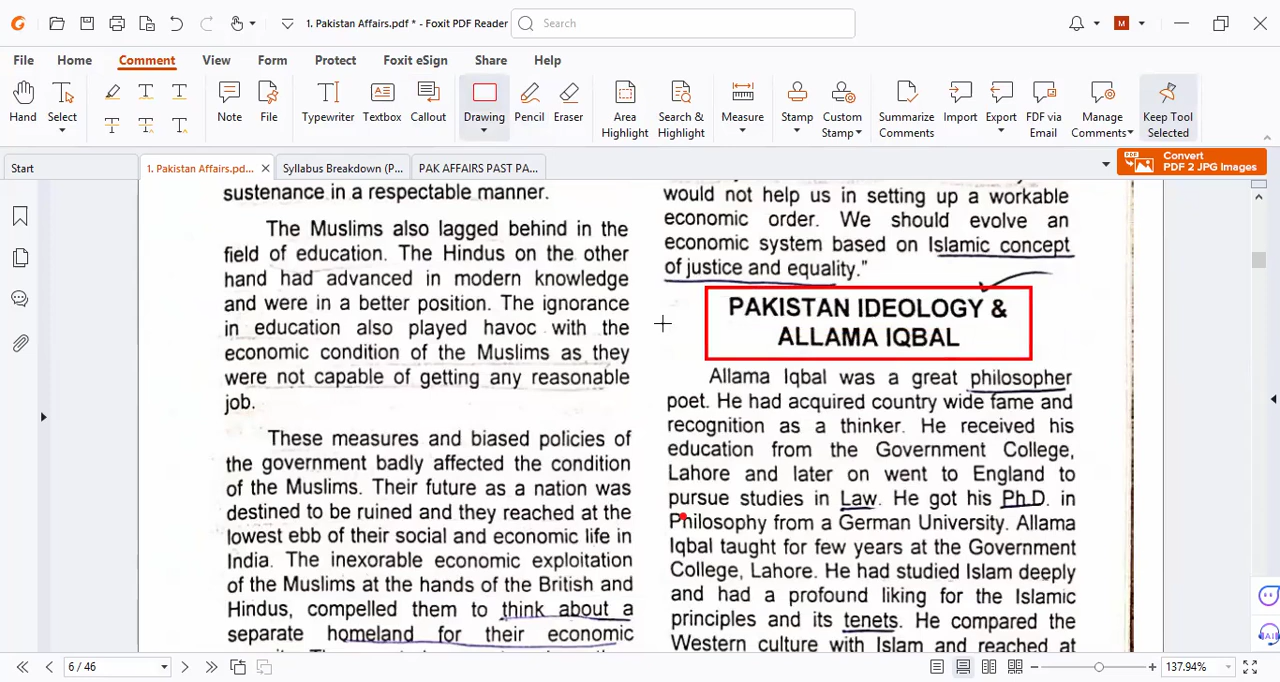 1. Pakistan Affairs.pdf * - Foxit PDF Reader
Search
M
File Home Comment View Form Protect Foxit eSign Share Help
Hand Select Note File Typewriter Textbox Callout Drawing Pencil Eraser Area Highlight Search & Highlight Measure Stamp Custom Stamp Summarize Comments Import Export FDF via Email Manage Comments Keep Tool Selected
Start
1. Pakistan Affairs.pd...
Syllabus Breakdown (P...
PAK AFFAIRS PAST PA...
Convert
PDF 2 JPG Images
sustenance in a respectable manner.
The Muslims also lagged behind in the
field of education. The Hindus on the other
hand had advanced in modern knowledge
and were in a better position. The ignorance
in education also played havoc with the
economic condition of the Muslims as they
were not capable of getting any reasonable
job.
These measures and biased policies of
the government badly affected the condition
of the Muslims. Their future as a nation was
destined to be ruined and they reached at the
lowest ebb of their social and economic life in
India. The inexorable economic exploitation
of the Muslims at the hands of the British and
Hindus, compelled them to think about a
separate homeland for their economic
would not help us in setting up a workable
economic order. We should evolve an
economic system based on Islamic concept
of justice and equality."
PAKISTAN IDEOLOGY &
ALLAMA IQBAL
Allama Iqbal was a great philosopher
poet. He had acquired country wide fame and
recognition as a thinker. He received his
education from the Government College,
Lahore and later on went to England to
pursue studies in Law. He got his Ph.D. in
Philosophy from a German University. Allama
Iqbal taught for few years at the Government
College, Lahore. He had studied Islam deeply
and had a profound liking for the Islamic
principles and its tenets. He compared the
Western culture with Islam and reached at
6 / 46
137.94%